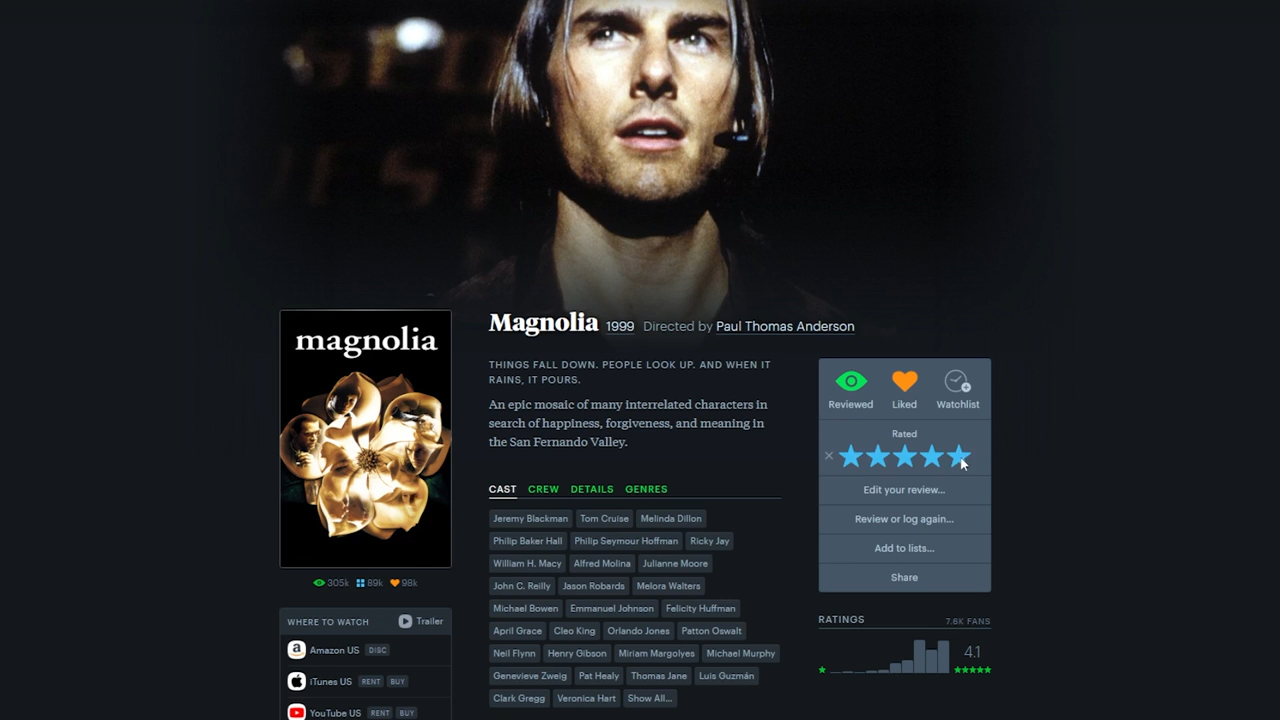 Magnolia 1999 Directed by Paul Thomas Anderson
magnolia
THINGS FALL DOWN. PEOPLE LOOK UP. AND WHEN IT
RAINS, IT POURS.
An epic mosaic of many interrelated characters in
search of happiness, forgiveness, and meaning in
the San Fernando Valley.
CAST CREW DETAILS GENRES
Jeremy Blackman Tom Cruise Melinda Dillon
Philip Baker Hall Philip Seymour Hoffman Ricky Jay
William H. Macy Alfred Molina Julianne Moore
John C. Reilly Jason Robards Melora Walters
Michael Bowen Emmanuel Johnson Felicity Huffman
April Grace Cleo King Orlando Jones Patton Oswalt
Neil Flynn Henry Gibson Miriam Margolyes Michael Murphy
Genevieve Zweig Pat Healy Thomas Jane Luis Guzmán
Clark Gregg Veronica Hart Show All...
305k 89k 98k
WHERE TO WATCH Trailer
Amazon US DISC
iTunes US RENT BUY
YouTube US RENT BUY
Reviewed Liked Watchlist
Rated
Edit your review...
Review or log again...
Add to lists...
Share
RATINGS 7.6K FANS
4.1